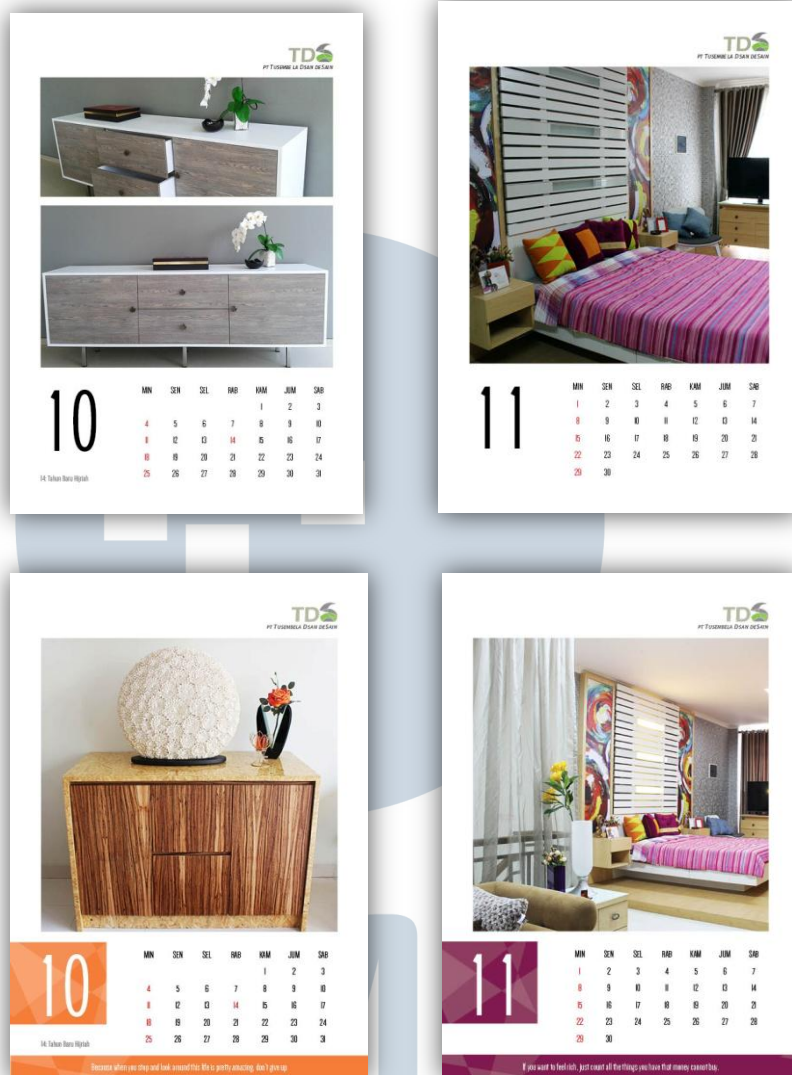 TDS
PT TUSEMBE LA DSAN DESAIN
10
MIN SEN SEL RAB KAM JUM SAB
1 2 3
4 5 6 7 8 9 10
11 12 13 14 15 16 17
18 19 20 21 22 23 24
25 26 27 28 29 30 31
14: Tahun Baru Hijriah
TDS
PT TUSEMBE LA DSAN DESAIN
11
MIN SEN SEL RAB KAM JUM SAB
1 2 3 4 5 6 7
8 9 10 11 12 13 14
15 16 17 18 19 20 21
22 23 24 25 26 27 28
29 30
TDS
PT TUSEMBELA DSAN DESAIN
10
MIN SEN SEL RAB KAM JUM SAB
1 2 3
4 5 6 7 8 9 10
11 12 13 14 15 16 17
18 19 20 21 22 23 24
25 26 27 28 29 30 31
14: Tahun Baru Hijriah
Because when you stop and look around this life is pretty amazing, don't give up
TDS
PT TUSEMBELA DSAN DESAIN
11
MIN SEN SEL RAB KAM JUM SAB
1 2 3 4 5 6 7
8 9 10 11 12 13 14
15 16 17 18 19 20 21
22 23 24 25 26 27 28
29 30
If you want to feel rich, just count all the things you have that money cannot buy.